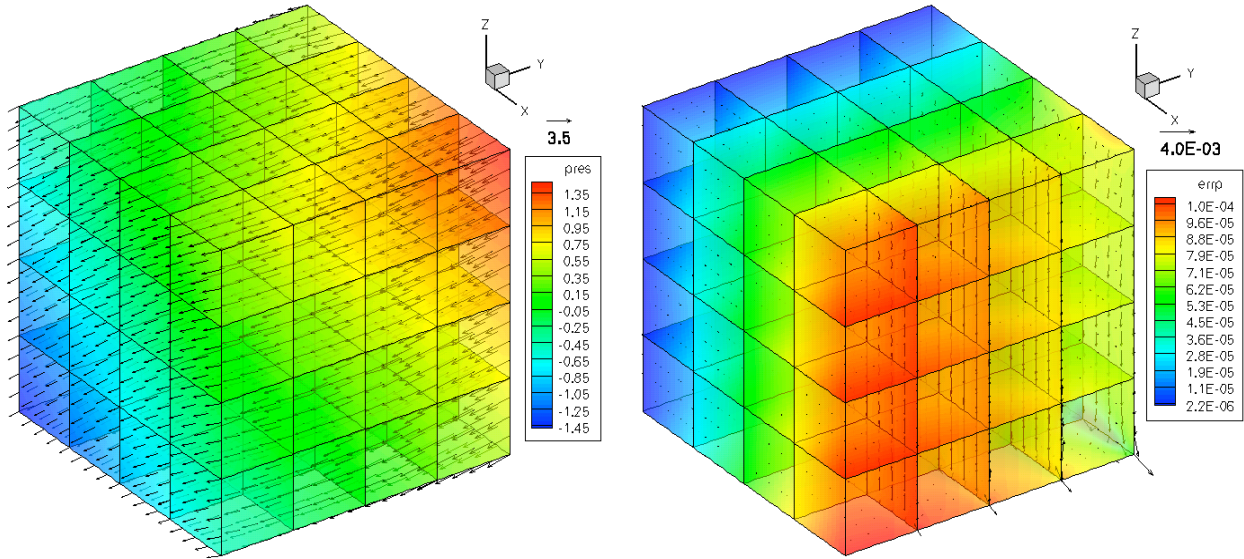 Z
Y
X
3.5
pres
1.35
1.15
0.95
0.75
0.55
0.35
0.15
-0.25
-0.45
-0.65
-0.85
-1.05
-1.25
-1.45
Z
Y
X
4.0E-03
errp
1.0E-04
9.6E-05
8.8E-05
7.9E-05
7.1E-05
6.2E-05
5.3E-05
4.5E-05
3.6E-05
2.8E-05
1.9E-05
1.1E-05
2.2E-06